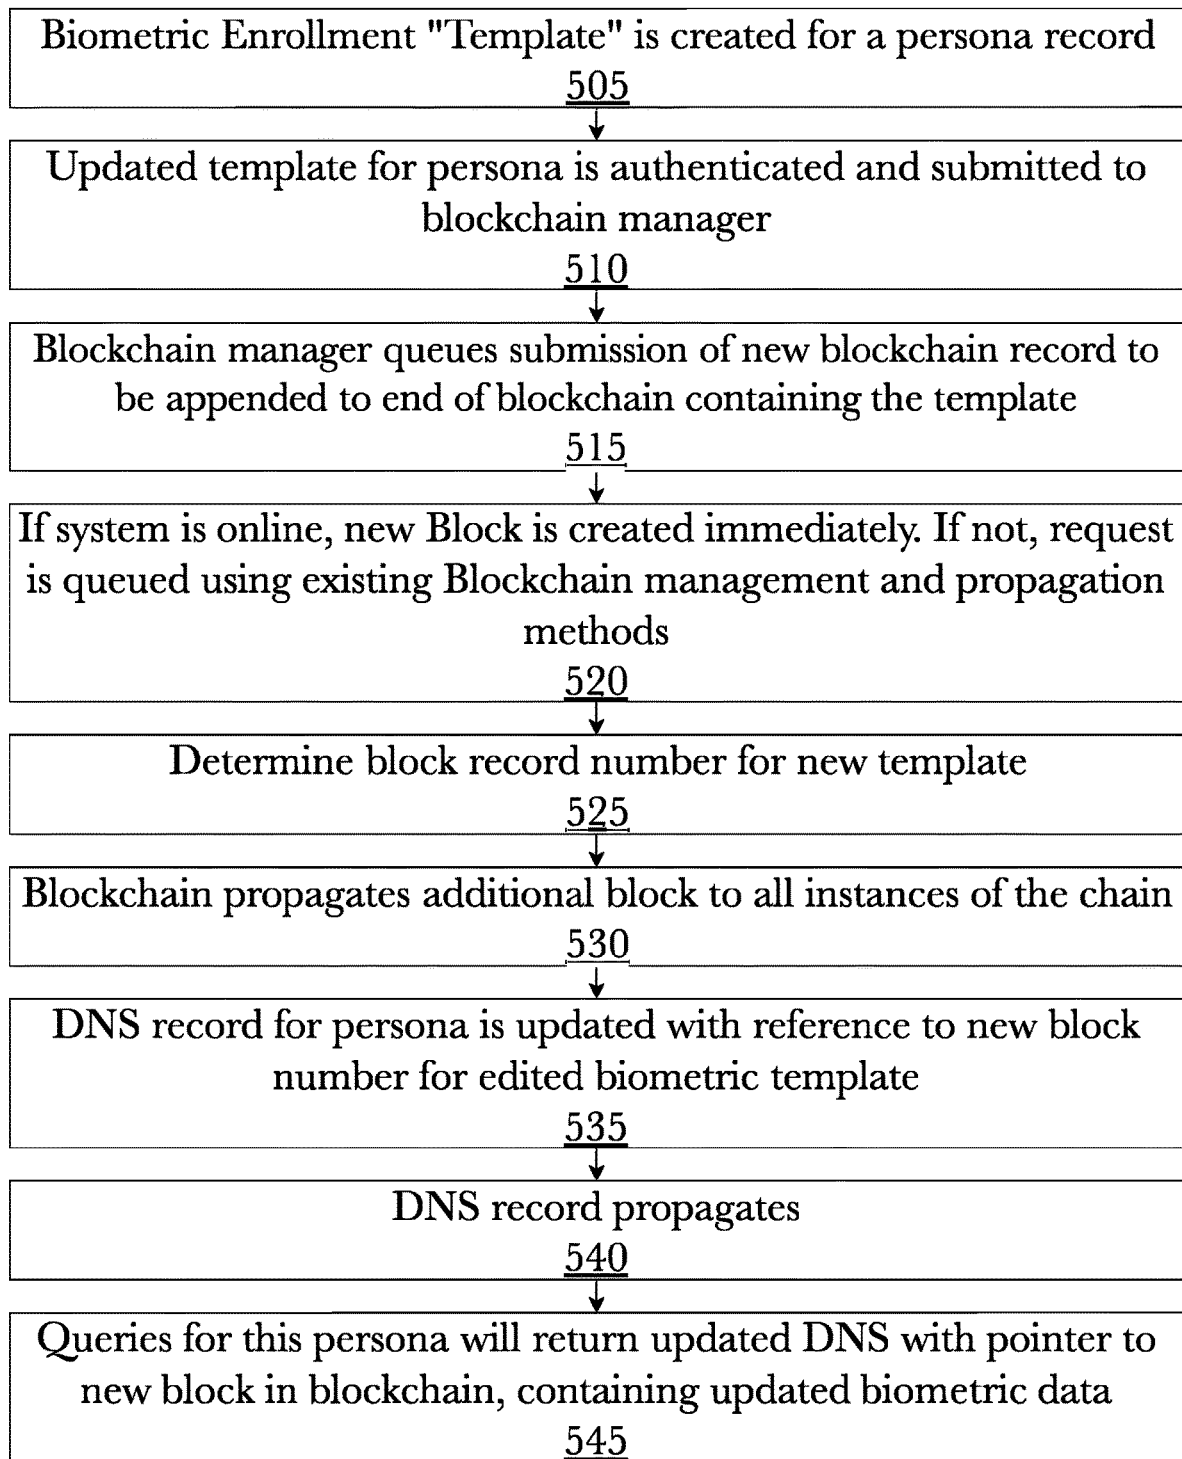 Biometric Enrollment "Template" is created for a persona record
505
Updated template for persona is authenticated and submitted to
blockchain manager
510
Blockchain manager queues submission of new blockchain record to
be appended to end of blockchain containing the template
515
If system is online, new Block is created immediately. If not, request
is queued using existing Blockchain management and propagation
methods
520
Determine block record number for new template
525
Blockchain propagates additional block to all instances of the chain
530
DNS record for persona is updated with reference to new block
number for edited biometric template
535
DNS record propagates
540
Queries for this persona will return updated DNS with pointer to
new block in blockchain, containing updated biometric data
545